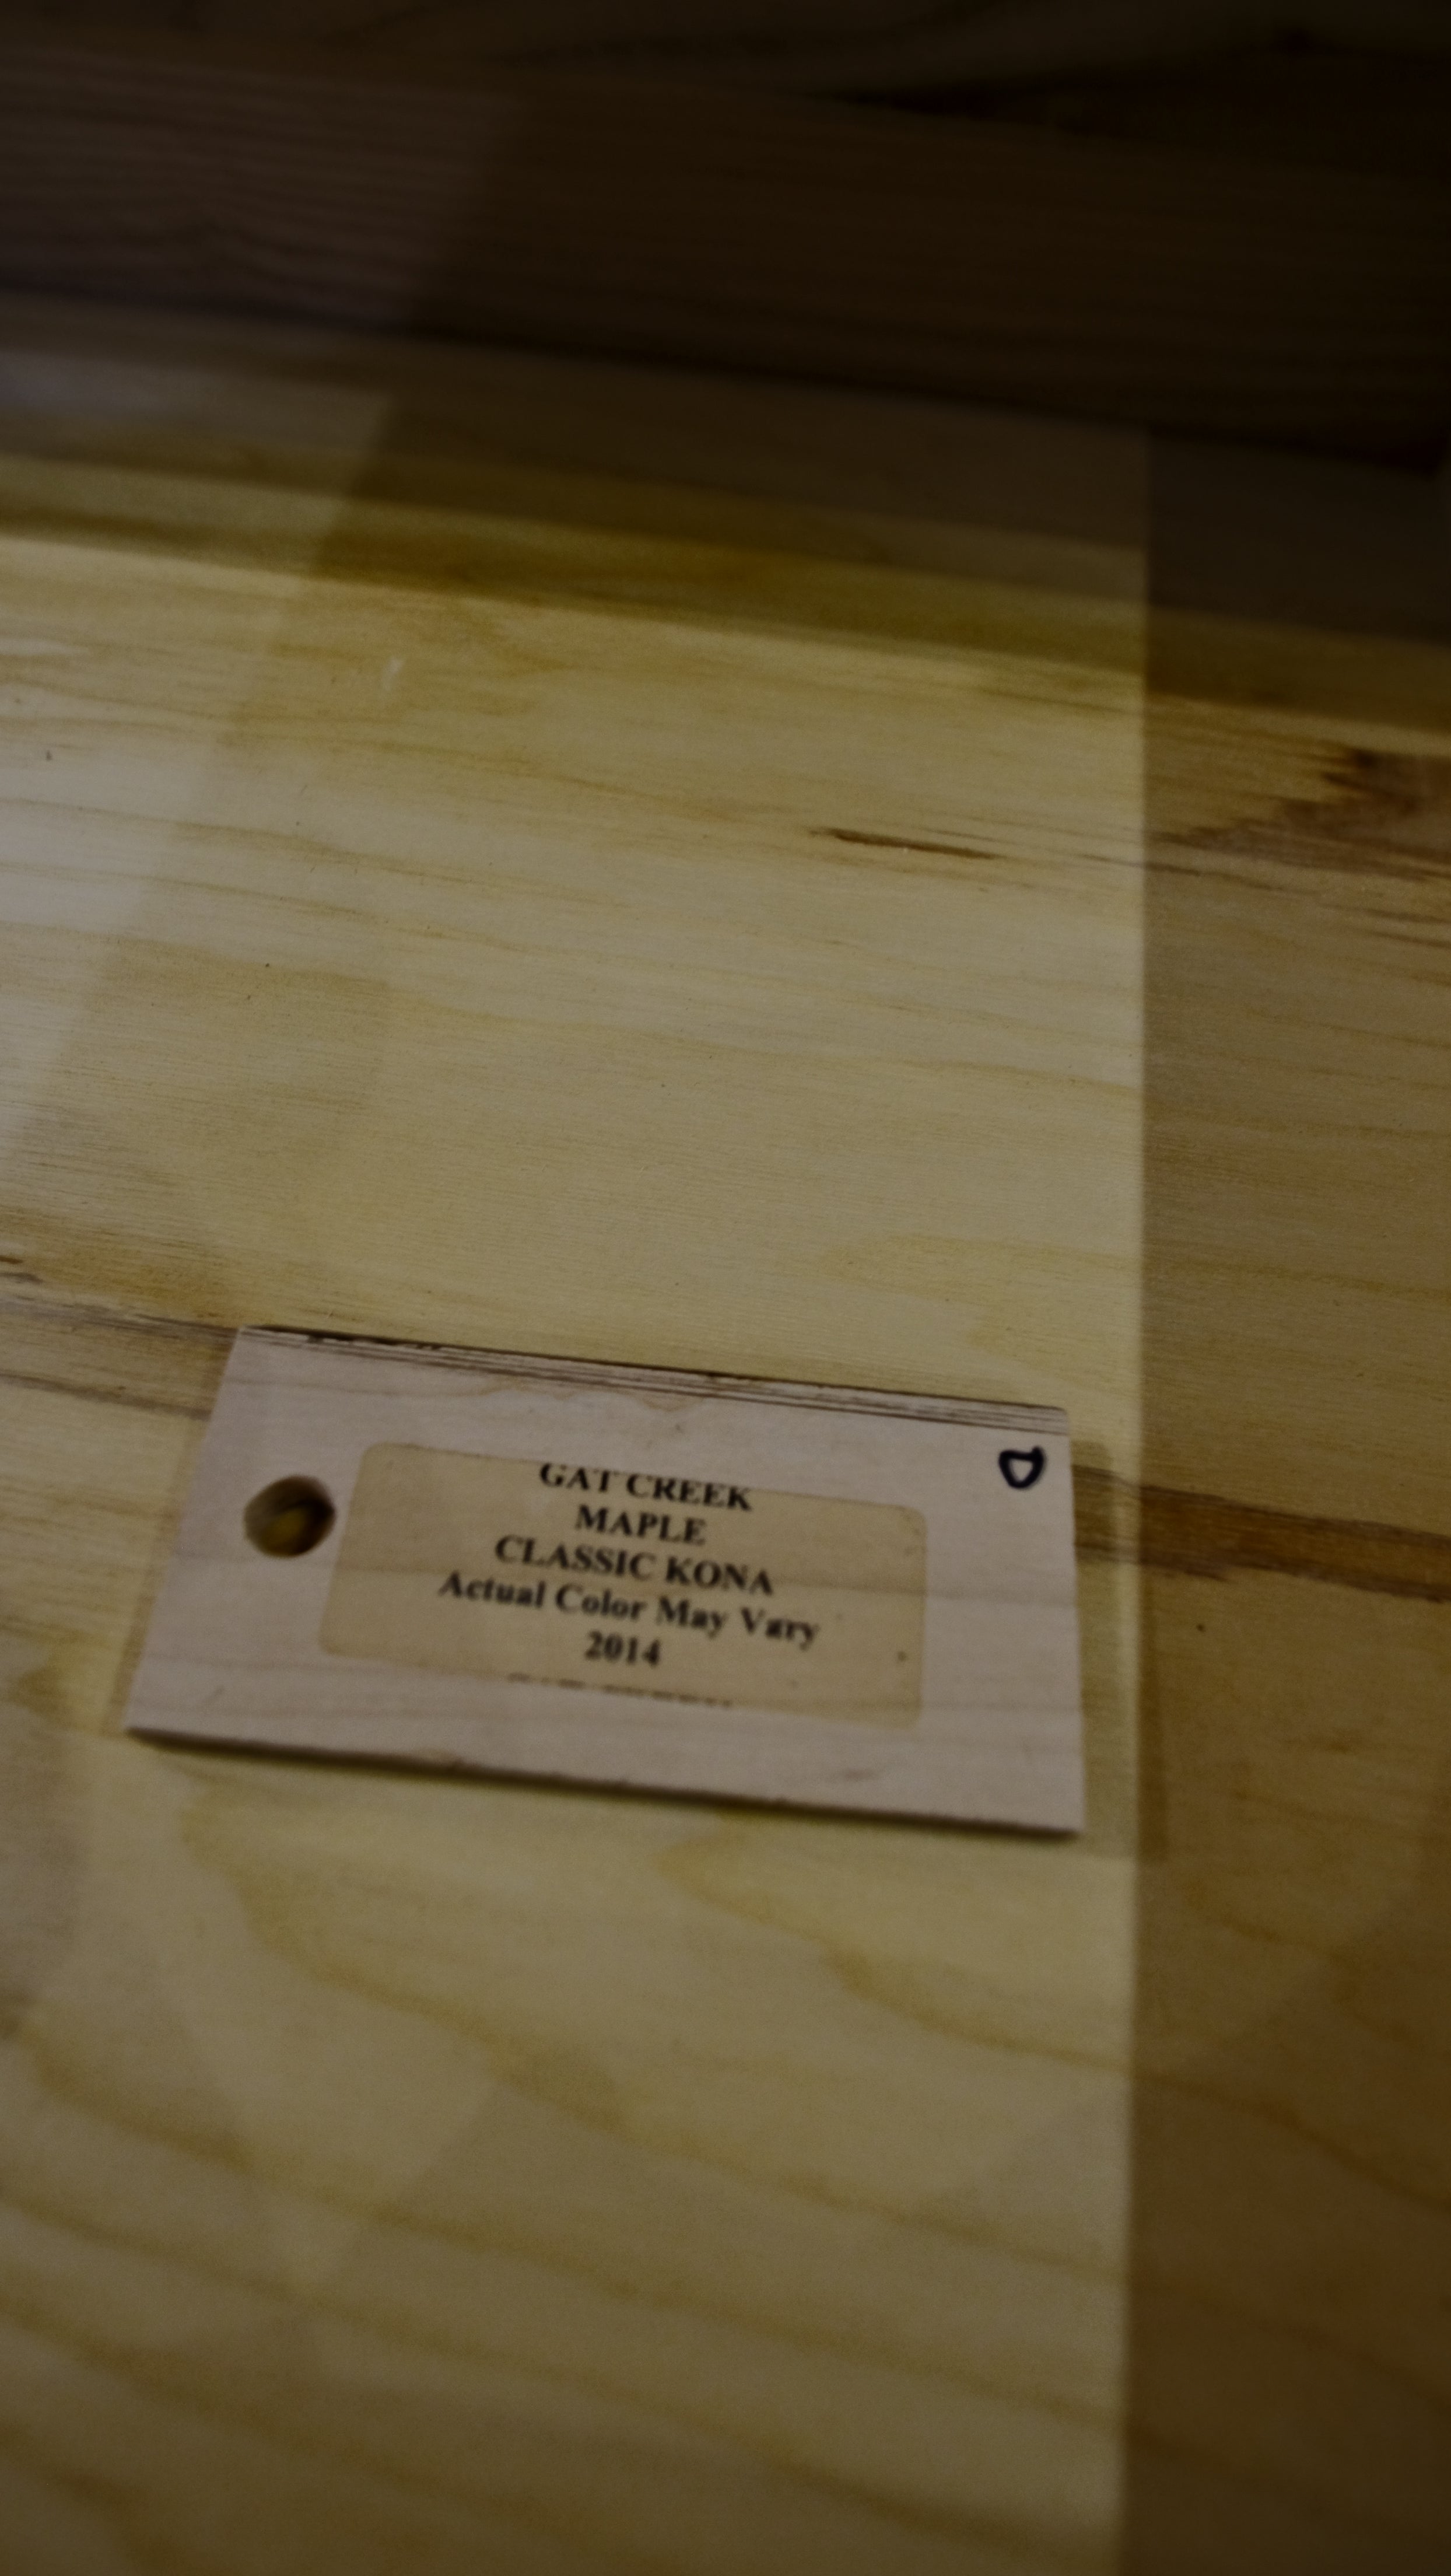 GAT CREEK
MAPLE
CLASSIC KONA
Actual Color May Vary
2014